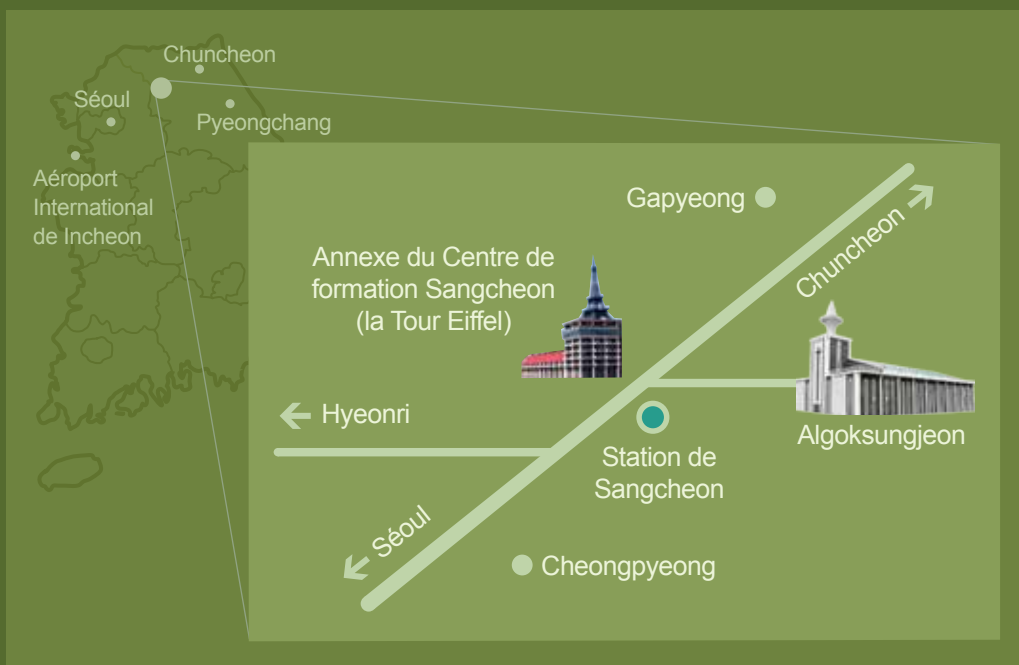 Chuncheon
Séoul
Pyeongchang
Aéroport
International
de Incheon
Gapyeong
Chuncheon
Annexe du Centre de
formation Sangcheon
(la Tour Eiffel)
Hyeonri
Algoksungjeon
Station de
Sangcheon
Séoul
Cheongpyeong